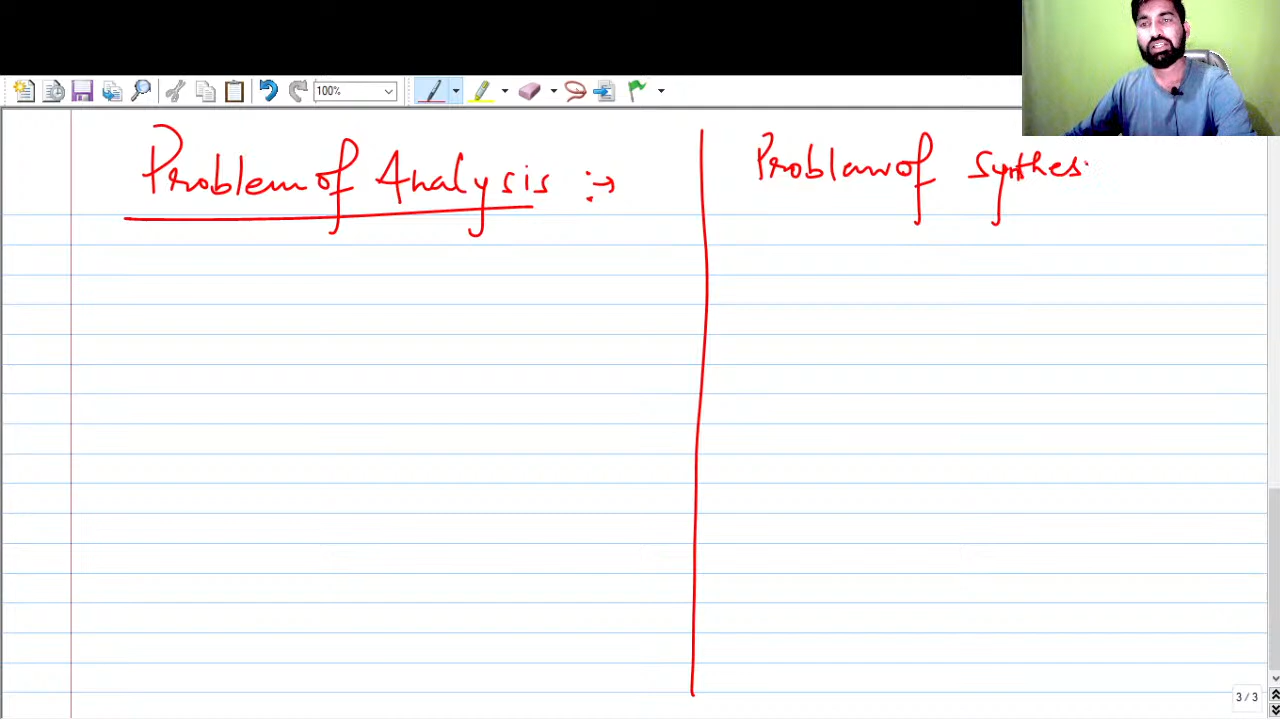 100%
Problem of Analysis :→
Problem of Synthes
3 / 3